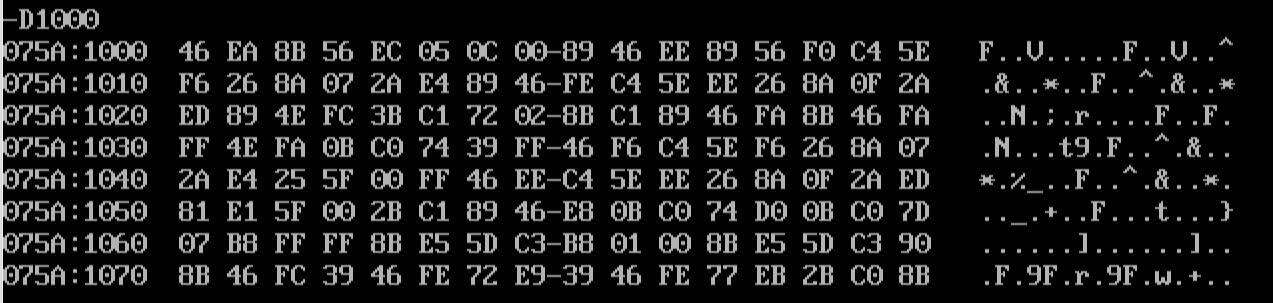 -D1000
075A:1000  46 EA 8B 56 EC 05 0C 00-89 46 EE 89 56 F0 C4 5E   F..V.....F..V..^
075A:1010  F6 26 8A 07 2A E4 89 46-FE C4 5E EE 26 8A 0F 2A   .&..*..F..^.&..*
075A:1020  ED 89 4E FC 3B C1 72 02-8B C1 89 46 FA 8B 46 FA   ..N.;.r....F..F.
075A:1030  FF 4E FA 0B C0 74 39 FF-46 F6 C4 5E F6 26 8A 07   .N...t9.F..^.&..
075A:1040  2A E4 25 5F 00 FF 46 EE-C4 5E EE 26 8A 0F 2A ED   *.%_..F..^.&..*.
075A:1050  81 E1 5F 00 2B C1 89 46-E8 0B C0 74 D0 0B C0 7D   .._.+..F...t...}
075A:1060  07 B8 FF FF 8B E5 5D C3-B8 01 00 8B E5 5D C3 90   ......].......]..
075A:1070  8B 46 FC 39 46 FE 72 E9-39 46 FE 77 EB 2B C0 8B   .F.9F.r.9F.w.+..